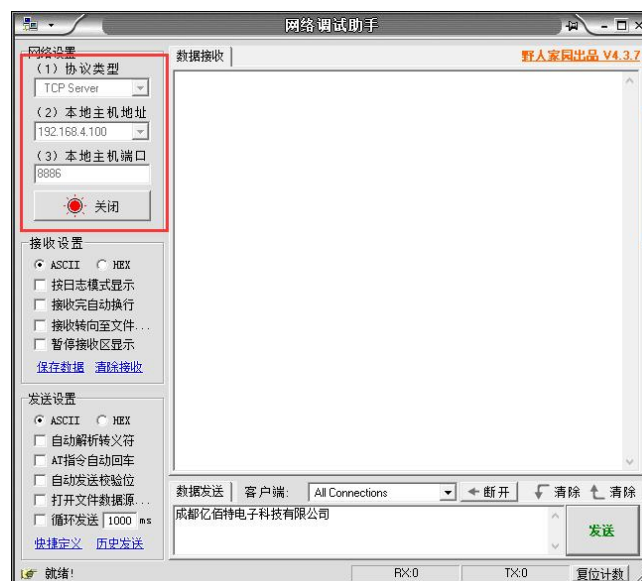 网络调试助手
网络设置
(1) 协议类型
TCP Server
(2) 本地主机地址
192.168.4.100
(3) 本地主机端口
8886
关闭
接收设置
ASCII HEX
按日志模式显示
接收完自动换行
接收转向至文件...
暂停接收区显示
保存数据 清除接收
发送设置
ASCII HEX
自动解析转义符
AT指令自动回车
自动发送校验位
打开文件数据源...
循环发送 1000 ms
快捷定义 历史发送
数据接收 野人家园出品 V4.3.7
数据发送 客户端: All Connections 断开 清除 清除
成都亿佰特电子科技有限公司
发送
就绪! RX:0 TX:0 复位计数